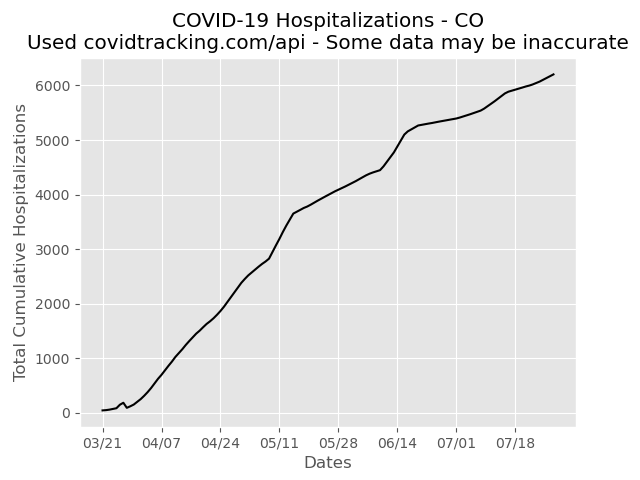 COVID-19 Hospitalizations - CO
Used covidtracking.com/api - Some data may be inaccurate
Total Cumulative Hospitalizations
6000
5000
4000
3000
2000
1000
0
03/21 04/07 04/24 05/11 05/28 06/14 07/01 07/18
Dates